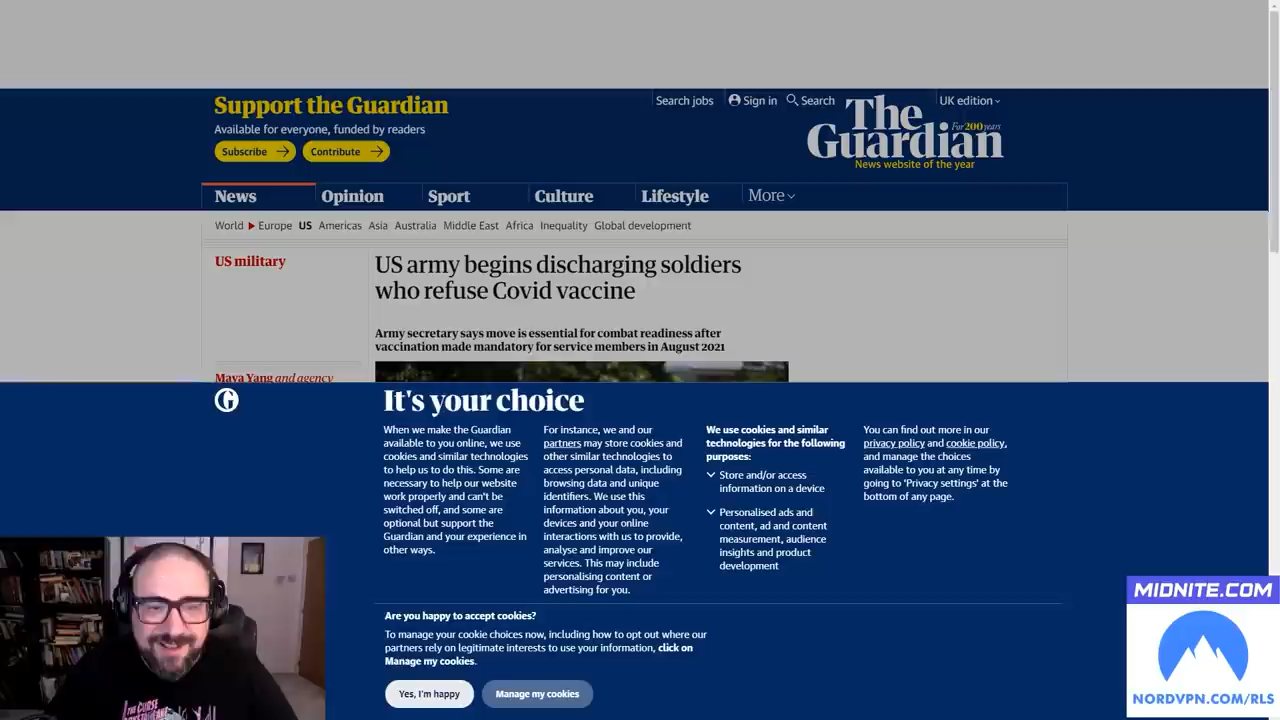 Support the Guardian
Available for everyone, funded by readers
Subscribe
Contribute
Search jobs
Sign in
Search
UK edition
The Guardian
For 200 years
News website of the year
News
Opinion
Sport
Culture
Lifestyle
More
World
Europe
US
Americas
Asia
Australia
Middle East
Africa
Inequality
Global development
US military
US army begins discharging soldiers
who refuse Covid vaccine
Army secretary says move is essential for combat readiness after
vaccination made mandatory for service members in August 2021
Maya Yang and agency
It's your choice
When we make the Guardian
available to you online, we use
cookies and similar technologies
to help us to do this. Some are
necessary to help our website
work properly and can't be
switched off, and some are
optional but support the
Guardian and your experience in
other ways.
For instance, we and our
partners may store cookies and
other similar technologies to
access personal data, including
browsing data and unique
identifiers. We use this
information about you, your
devices and your online
interactions with us to provide,
analyse and improve our
services. This may include
personalising content or
advertising for you.
We use cookies and similar
technologies for the following
purposes:
Store and/or access
information on a device
Personalised ads and
content, ad and content
measurement, audience
insights and product
development
You can find out more in our
privacy policy and cookie policy,
and manage the choices
available to you at any time by
going to 'Privacy settings' at the
bottom of any page.
Are you happy to accept cookies?
To manage your cookie choices now, including how to opt out where our
partners rely on legitimate interests to use your information, click on
Manage my cookies.
Yes, I'm happy
Manage my cookies
THE CURSE
MIDNITE.COM
NORDVPN.COM/RLS